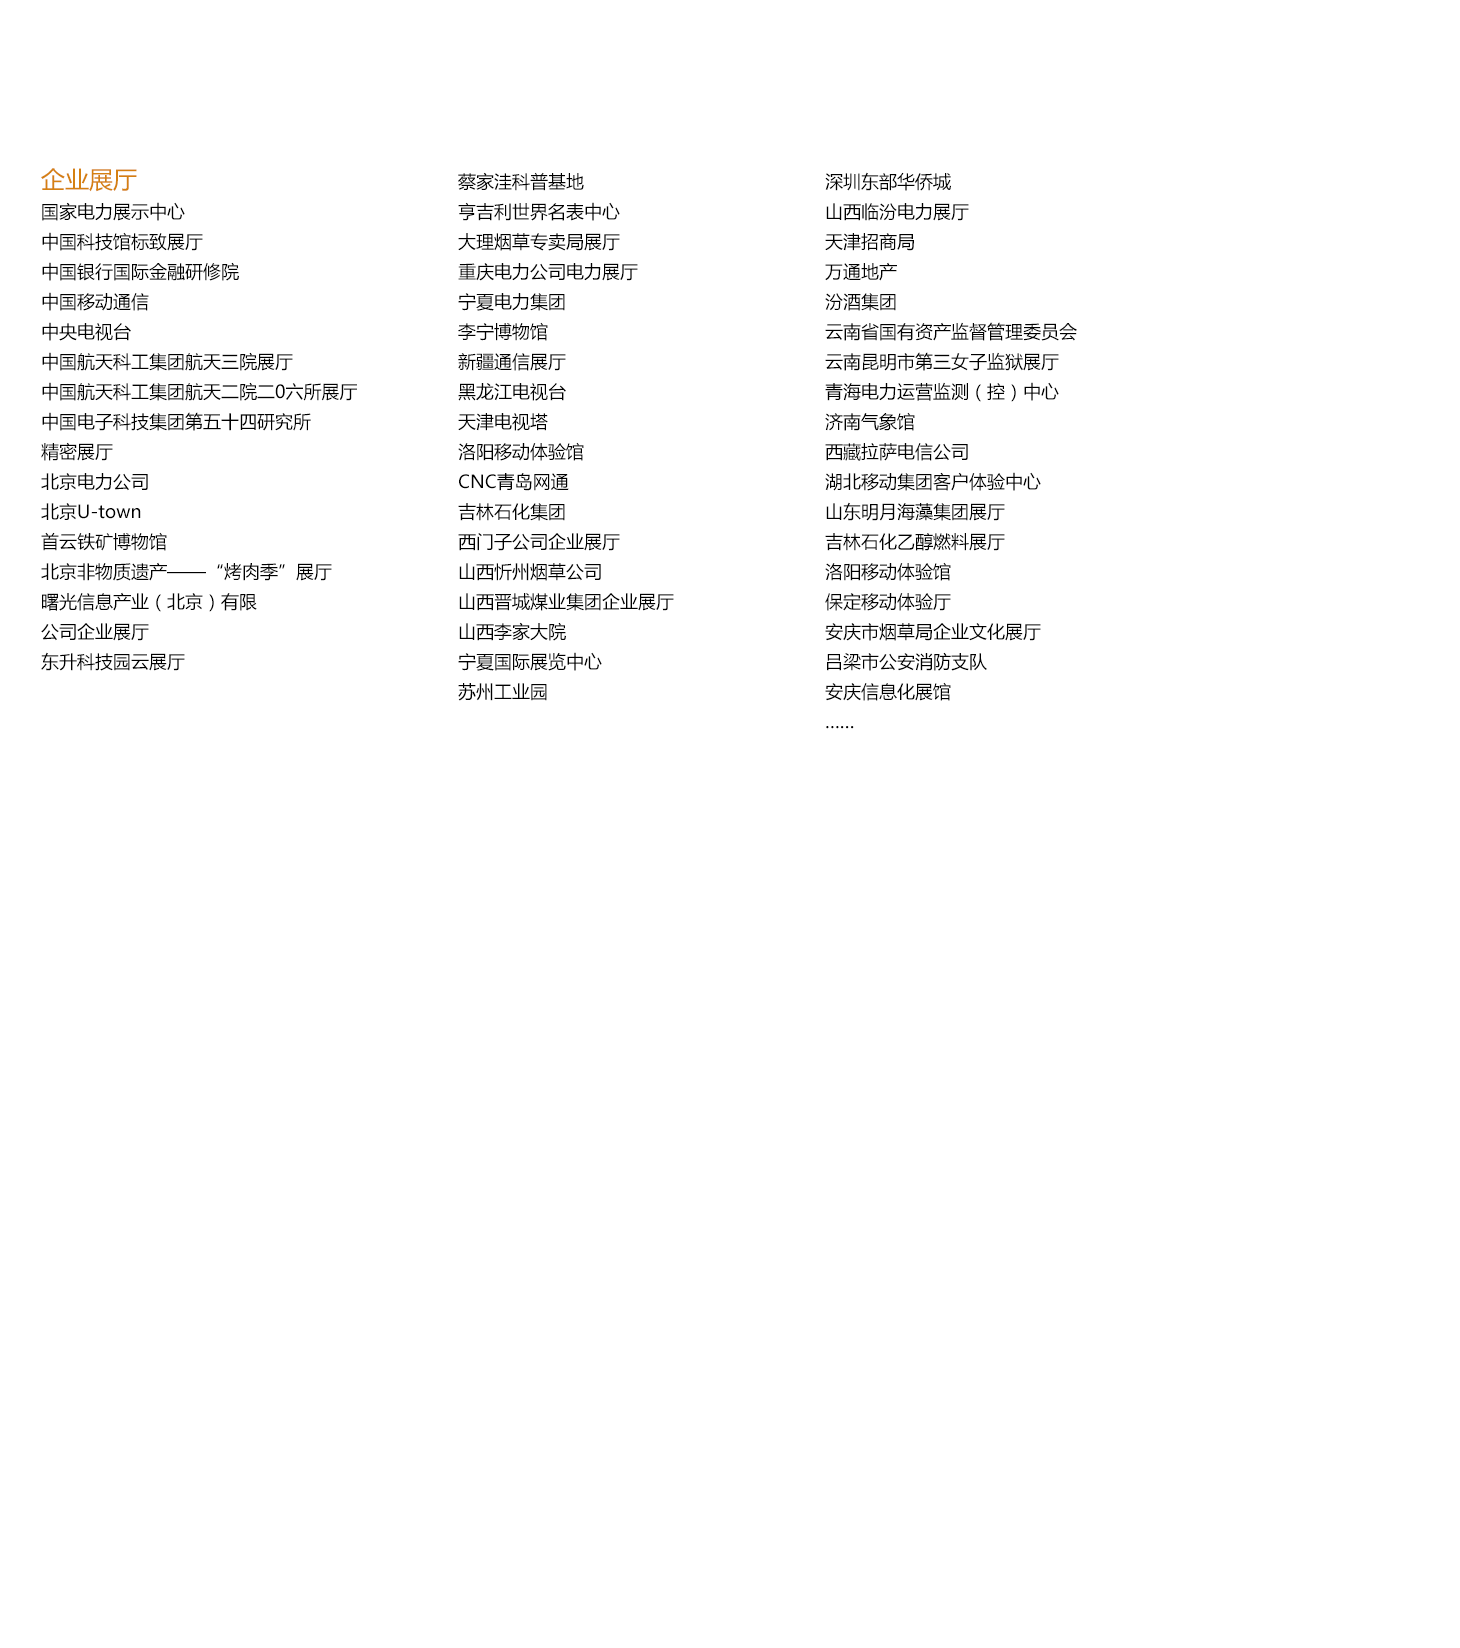 企业展厅
国家电力展示中心
中国科技馆标致展厅
中国银行国际金融研修院
中国移动通信
中央电视台
中国航天科工集团航天三院展厅
中国航天科工集团航天二院二0六所展厅
中国电子科技集团第五十四研究所
精密展厅
北京电力公司
北京U-town
首云铁矿博物馆
北京非物质遗产——“烤肉季”展厅
曙光信息产业（北京）有限
公司企业展厅
东升科技园云展厅
蔡家洼科普基地
亨吉利世界名表中心
大理烟草专卖局展厅
重庆电力公司电力展厅
宁夏电力集团
李宁博物馆
新疆通信展厅
黑龙江电视台
天津电视塔
洛阳移动体验馆
CNC青岛网通
吉林石化集团
西门子公司企业展厅
山西忻州烟草公司
山西晋城煤业集团企业展厅
山西李家大院
宁夏国际展览中心
苏州工业园
深圳东部华侨城
山西临汾电力展厅
天津招商局
万通地产
汾酒集团
云南省国有资产监督管理委员会
云南昆明市第三女子监狱展厅
青海电力运营监测（控）中心
济南气象馆
西藏拉萨电信公司
湖北移动集团客户体验中心
山东明月海藻集团展厅
吉林石化乙醇燃料展厅
洛阳移动体验馆
保定移动体验厅
安庆市烟草局企业文化展厅
吕梁市公安消防支队
安庆信息化展馆
……